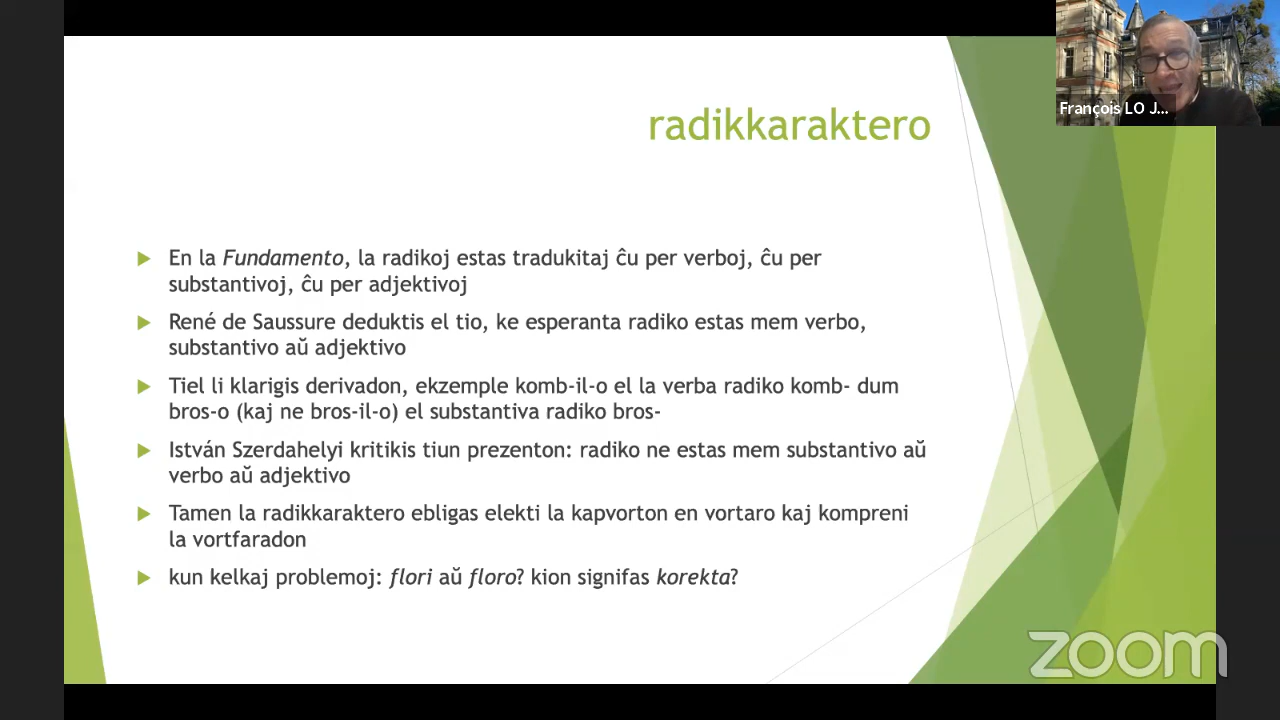 François LO J...
radikkaraktero
En la Fundamento, la radikoj estas tradukitaj ĉu per verboj, ĉu per
substantivoj, ĉu per adjektivoj
René de Saussure deduktis el tio, ke esperanta radiko estas mem verbo,
substantivo aŭ adjektivo
Tiel li klarigis derivadon, ekzemple komb-il-o el la verba radiko komb- dum
bros-o (kaj ne bros-il-o) el substantiva radiko bros-
István Szerdahelyi kritikis tiun prezenton: radiko ne estas mem substantivo aŭ
verbo aŭ adjektivo
Tamen la radikkaraktero ebligas elekti la kapvorton en vortaro kaj kompreni
la vortfaradon
kun kelkaj problemoj: flori aŭ floro? kion signifas korekta?
zoom